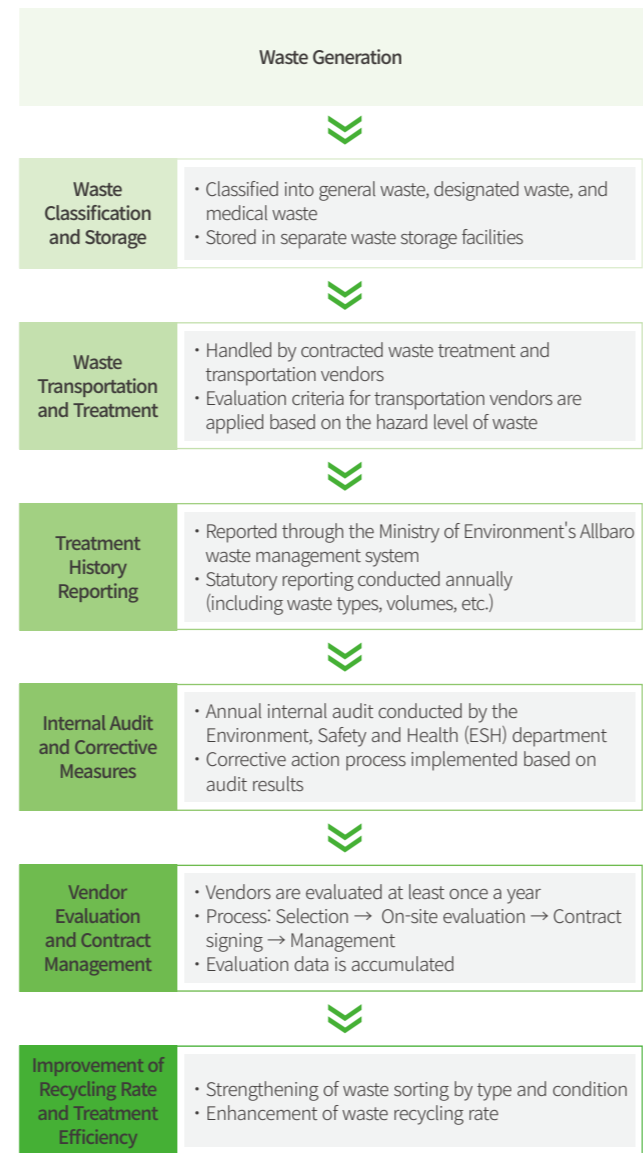 Waste Generation
Waste
Classification
and Storage
• Classified into general waste, designated waste, and
medical waste
• Stored in separate waste storage facilities
Waste
Transportation
and Treatment
• Handled by contracted waste treatment and
transportation vendors
• Evaluation criteria for transportation vendors are
applied based on the hazard level of waste
Treatment
History
Reporting
• Reported through the Ministry of Environment's Allbaro
waste management system
• Statutory reporting conducted annually
(including waste types, volumes, etc.)
Internal Audit
and Corrective
Measures
• Annual internal audit conducted by the
Environment, Safety and Health (ESH) department
• Corrective action process implemented based on
audit results
Vendor
Evaluation
and Contract
Management
• Vendors are evaluated at least once a year
• Process: Selection → On-site evaluation → Contract
signing → Management
• Evaluation data is accumulated
Improvement of
Recycling Rate
and Treatment
Efficiency
• Strengthening of waste sorting by type and condition
• Enhancement of waste recycling rate